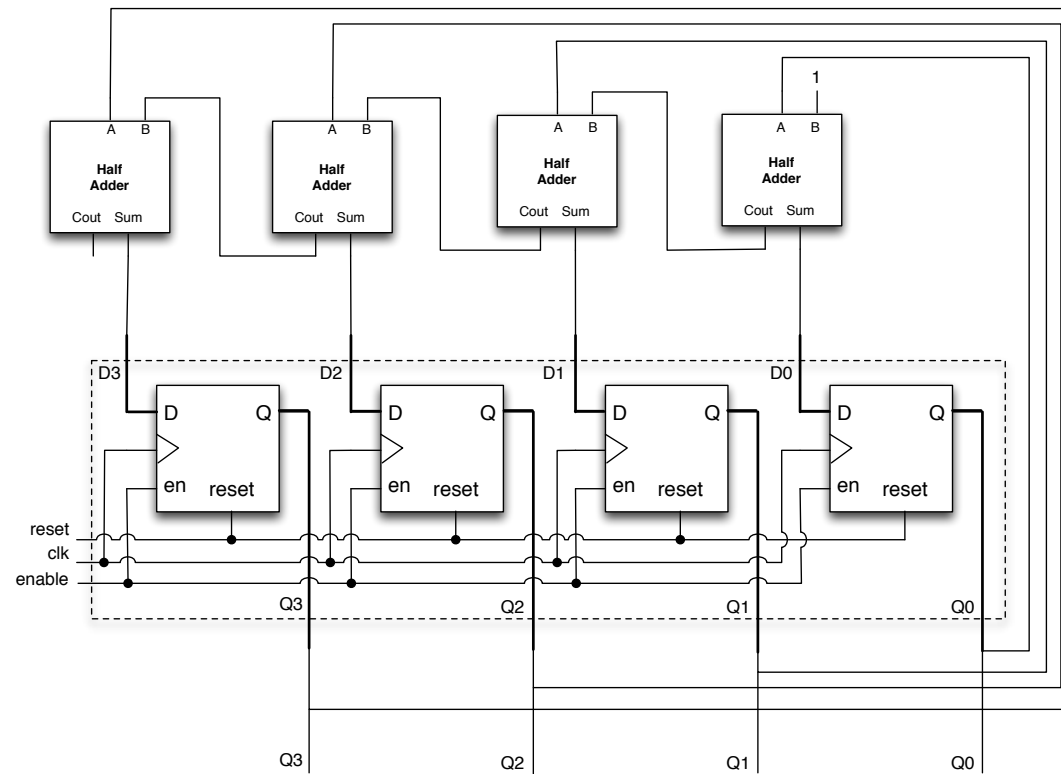 1
A B A B A B A B
Half Adder Half Adder Half Adder Half Adder
Cout Sum Cout Sum Cout Sum Cout Sum
D3 D2 D1 D0
D Q D Q D Q D Q
en reset en reset en reset en reset
reset
clk
enable
Q3 Q2 Q1 Q0
Q3 Q2 Q1 Q0